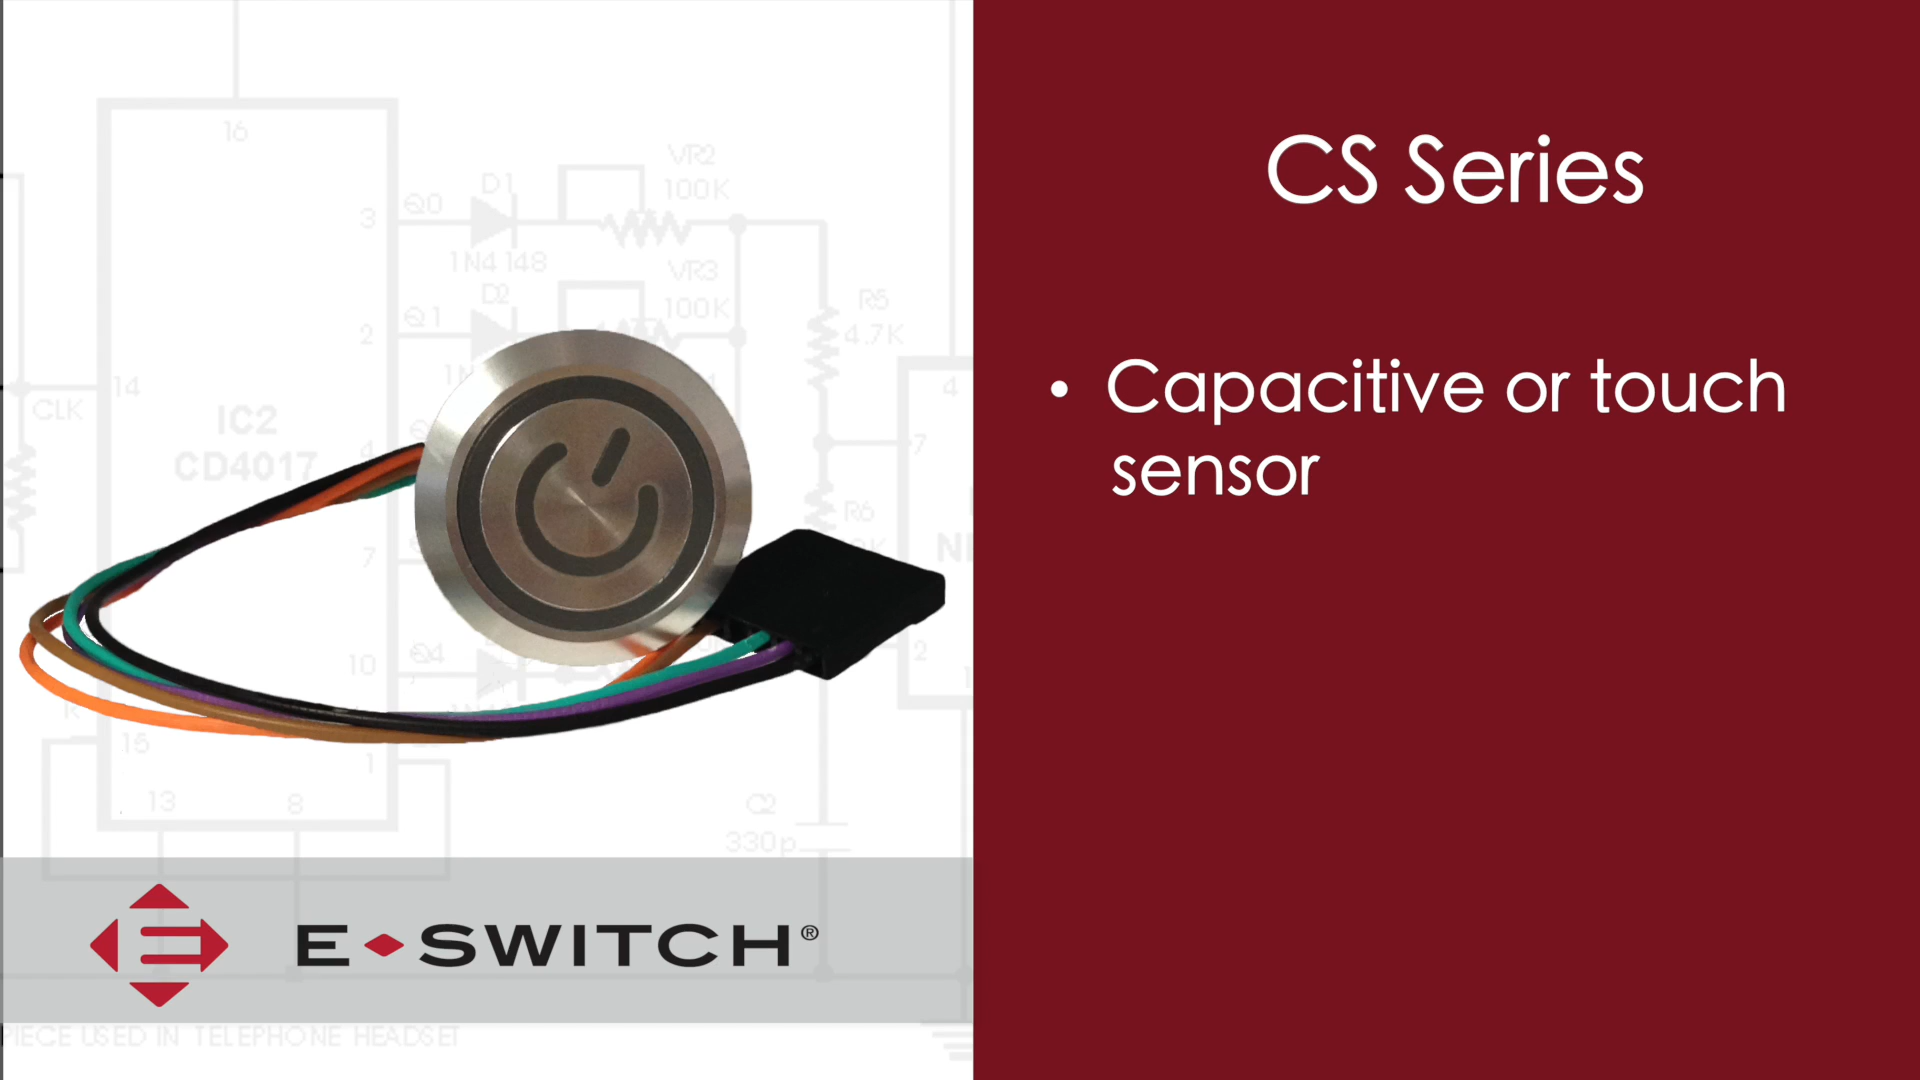 CS Series
• Capacitive or touch
sensor
E SWITCH®
16
VR2
100K
D1
Q0
3
1N4148
VR3
100K
D2
Q1
2
R5
4.7K
14
CLK
IC2
CD4017
4
4
7
R6
7
10
Q4
2
15
1
13
8
C2
330p
PIECE USED IN TELEPHONE HEADSET